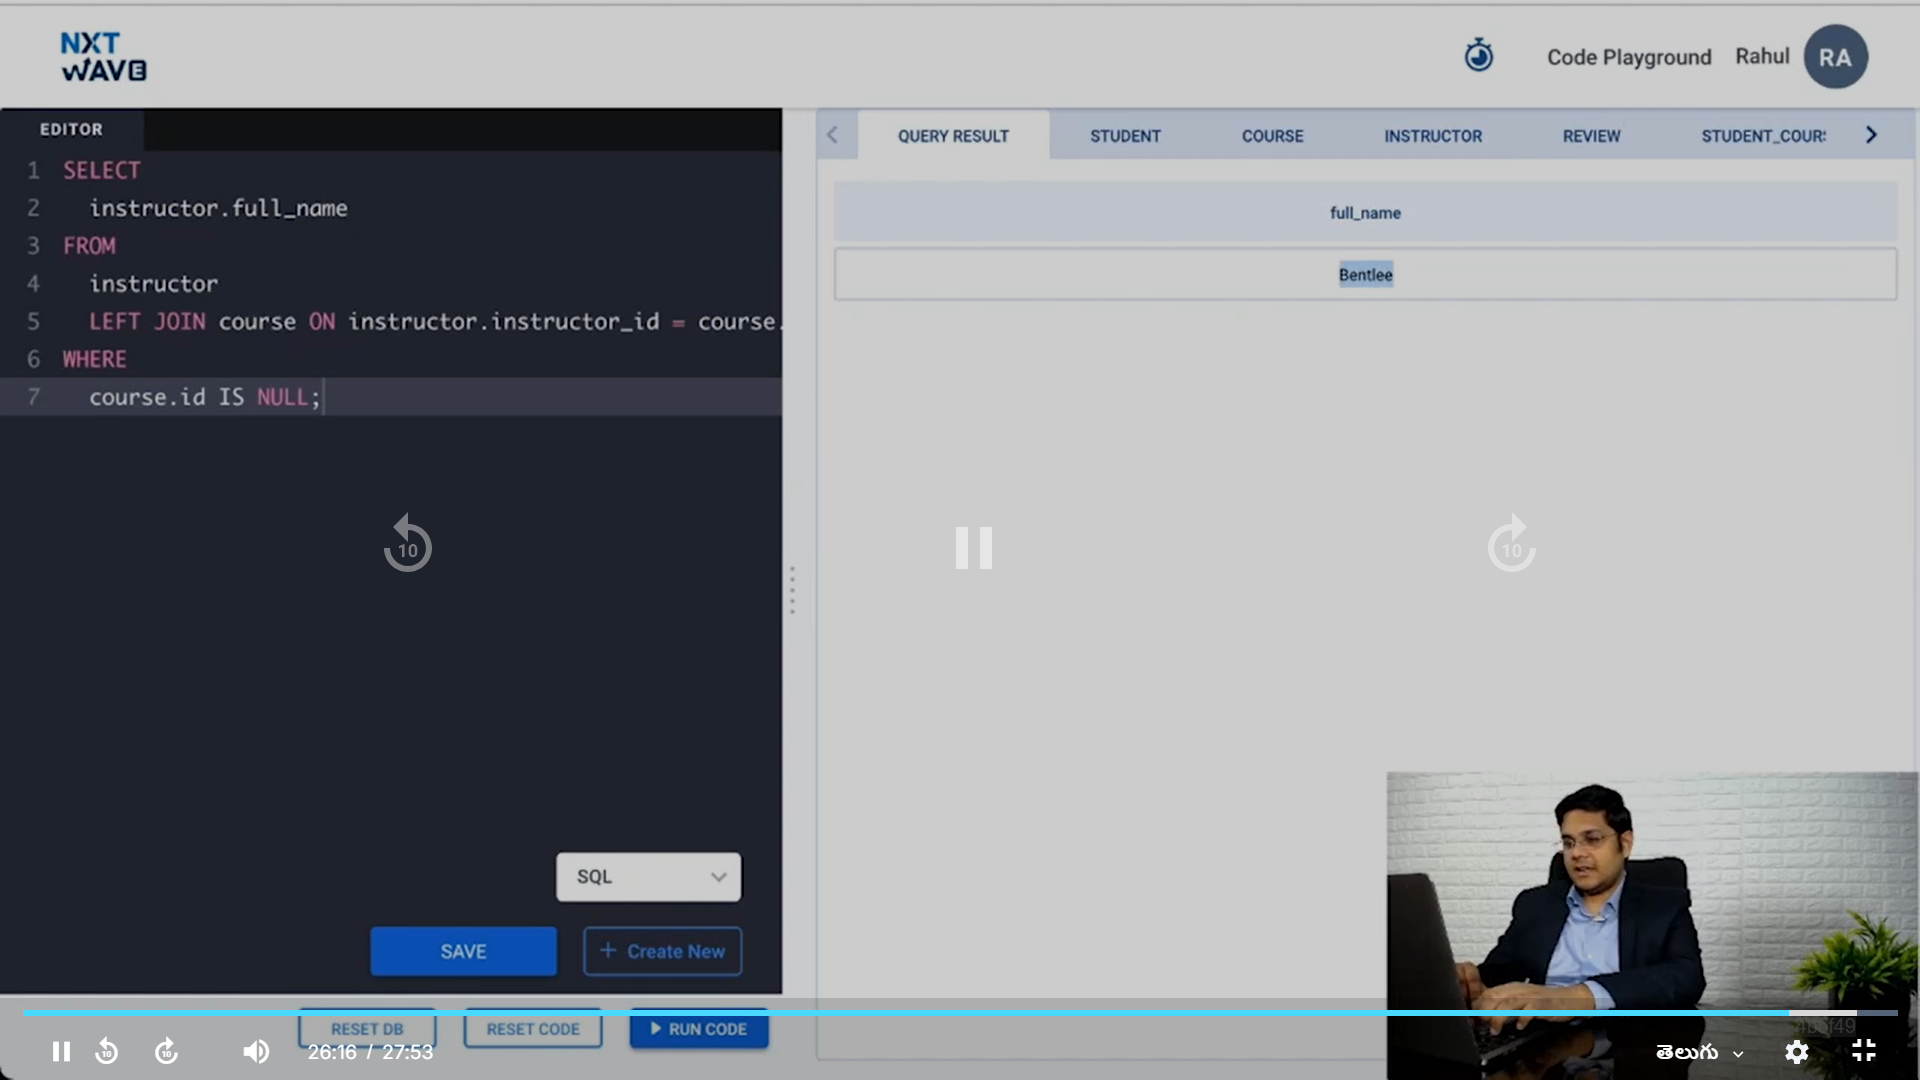 NXT
WAVE
Code Playground
Rahul
RA
EDITOR
1 SELECT
2 instructor.full_name
3 FROM
4 instructor
5 LEFT JOIN course ON instructor.instructor_id = course.
6 WHERE
7 course.id IS NULL;
QUERY RESULT
STUDENT
COURSE
INSTRUCTOR
REVIEW
STUDENT_COUR
full_name
Bentlee
10
10
SQL
SAVE
+ Create New
RESET DB
RESET CODE
RUN CODE
10
10
26:16 / 27:53
తెలుగు